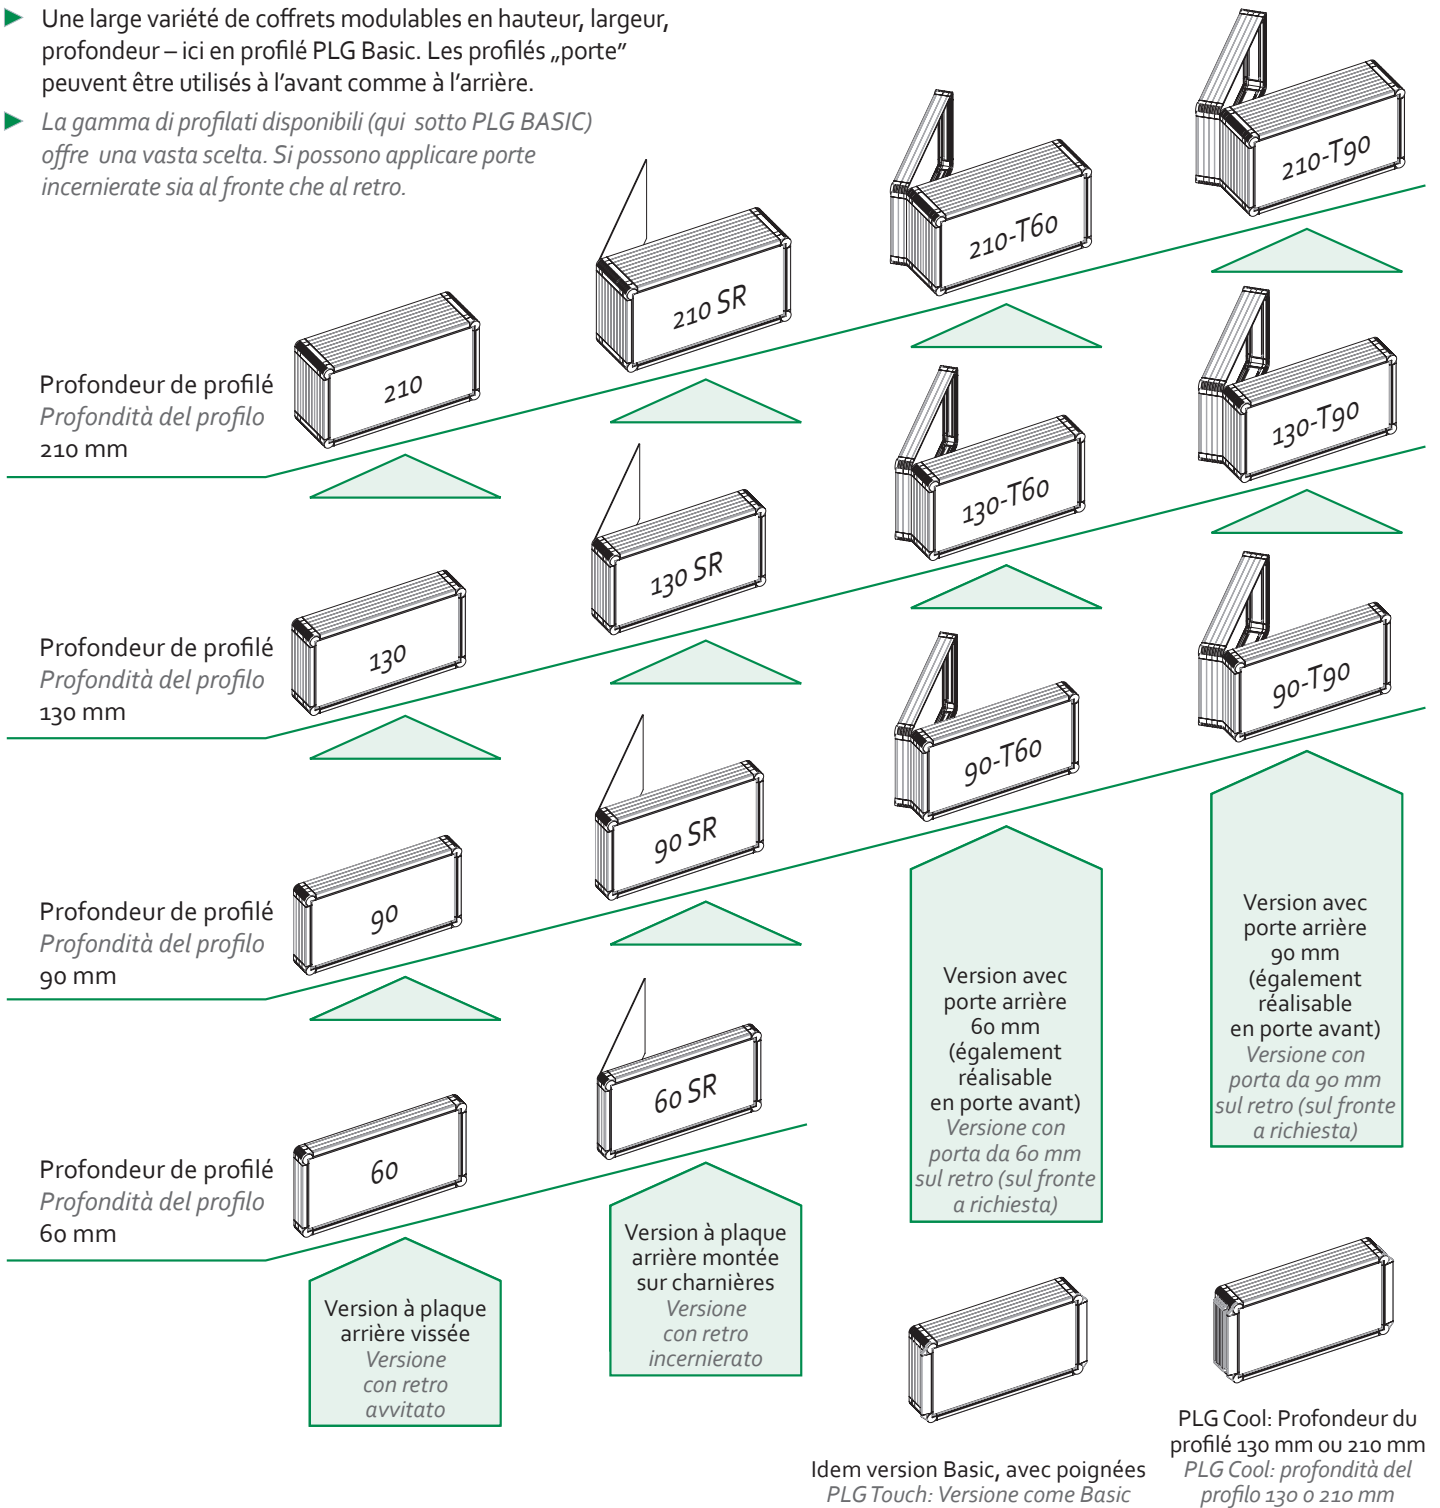 Une large variété de coffrets modulables en hauteur, largeur,
profondeur – ici en profilé PLG Basic. Les profilés „porte”
peuvent être utilisés à l'avant comme à l'arrière.
La gamma di profilati disponibili (qui sotto PLG BASIC)
offre una vasta scelta. Si possono applicare porte
incernierate sia al fronte che al retro.
Profondeur de profilé
Profondità del profilo
210 mm
210
210 SR
210-T60
210-T90
Profondeur de profilé
Profondità del profilo
130 mm
130
130 SR
130-T60
130-T90
Profondeur de profilé
Profondità del profilo
90 mm
90
90 SR
90-T60
90-T90
Profondeur de profilé
Profondità del profilo
60 mm
60
60 SR
Version à plaque
arrière vissée
Versione
con retro
avvitato
Version à plaque
arrière montée
sur charnières
Versione
con retro
incernierato
Version avec
porte arrière
60 mm
(également
réalisable
en porte avant)
Versione con
porta da 60 mm
sul retro (sul fronte
a richiesta)
Version avec
porte arrière
90 mm
(également
réalisable
en porte avant)
Versione con
porta da 90 mm
sul retro (sul fronte
a richiesta)
Idem version Basic, avec poignées
PLG Touch: Versione come Basic
PLG Cool: Profondeur du
profilé 130 mm ou 210 mm
PLG Cool: profondità del
profilo 130 o 210 mm